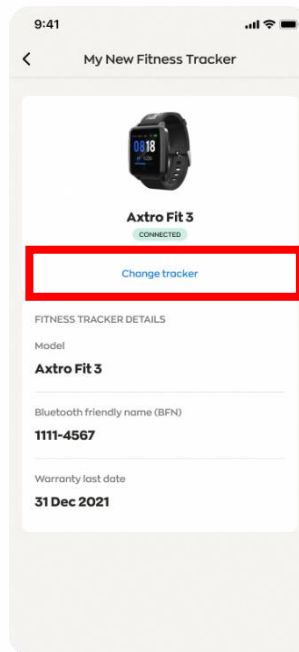 9:41
My New Fitness Tracker
08 18
Axtro Fit 3
CONNECTED
Change tracker
FITNESS TRACKER DETAILS
Model
Axtro Fit 3
Bluetooth friendly name (BFN)
1111-4567
Warranty last date
31 Dec 2021